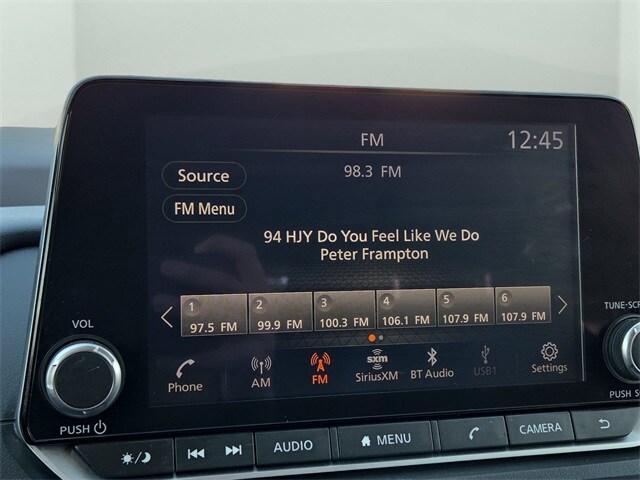 FM
12:45
Source
98.3 FM
FM Menu
94 HJY Do You Feel Like We Do
Peter Frampton
1 2 3 4 5 6
97.5 FM 99.9 FM 100.3 FM 106.1 FM 107.9 FM 107.9 FM
VOL
TUNE-SCR
Phone AM FM SiriusXM BT Audio USB1 Settings
sxm
PUSH
PUSH
AUDIO MENU CAMERA